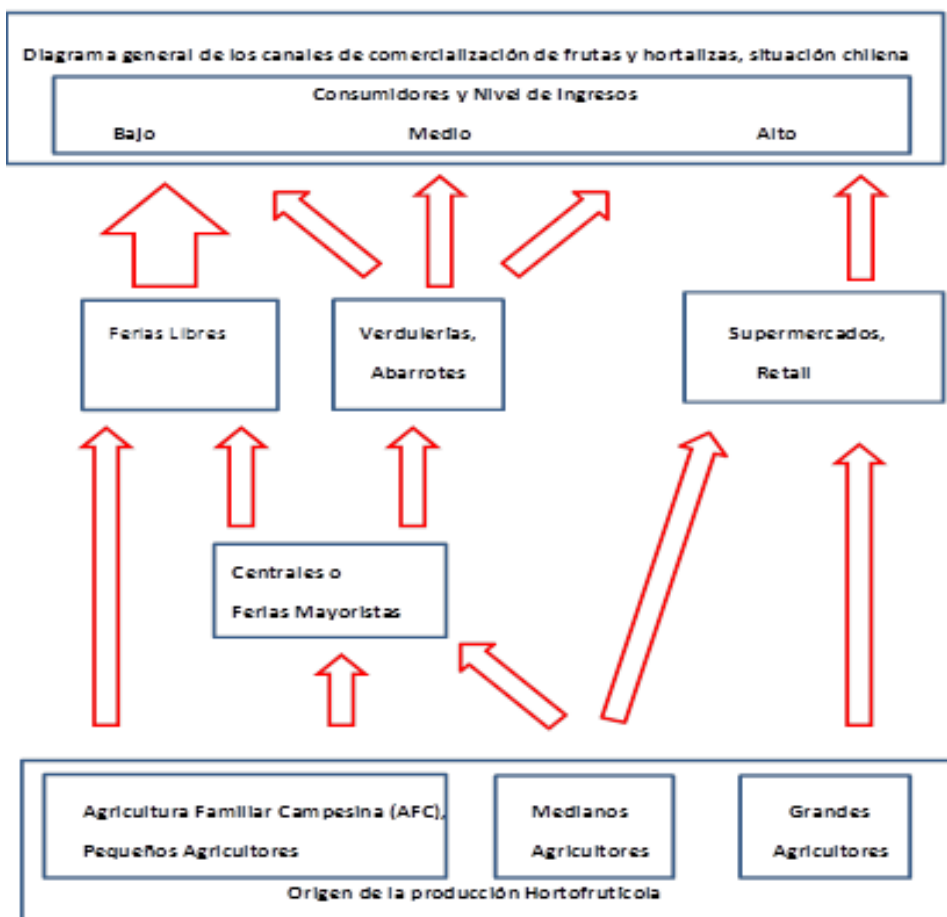 Diagrama general de los canales de comercialización de frutas y hortalizas, situación chilena
Consumidores y Nivel de Ingresos
Bajo Medio Alto
Ferias Libres
Verdulerías,
Abarrotes
Supermercados,
Retail
Centrales o
Ferias Mayoristas
Agricultura Familiar Campesina (AFC),
Pequeños Agricultores
Medianos
Agricultores
Grandes
Agricultores
Origen de la producción Hortofrutícola